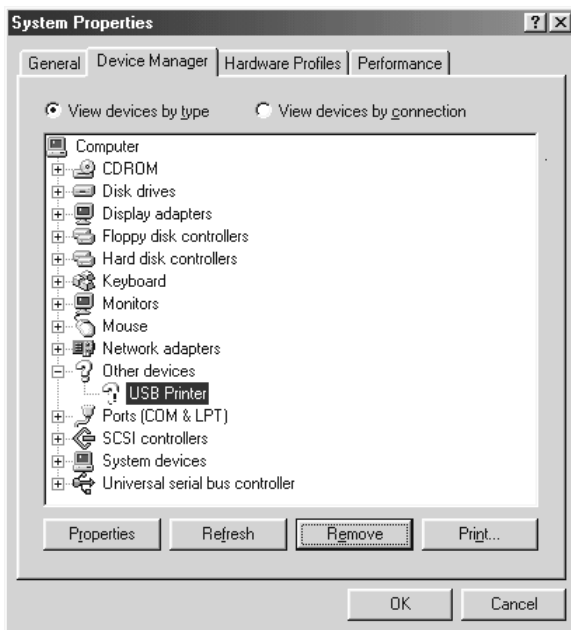 System Properties
General Device Manager Hardware Profiles Performance
View devices by type View devices by connection
Computer
CDROM
Disk drives
Display adapters
Floppy disk controllers
Hard disk controllers
Keyboard
Monitors
Mouse
Network adapters
Other devices
USB Printer
Ports (COM & LPT)
SCSI controllers
System devices
Universal serial bus controller
Properties Refresh Remove Print...
OK Cancel